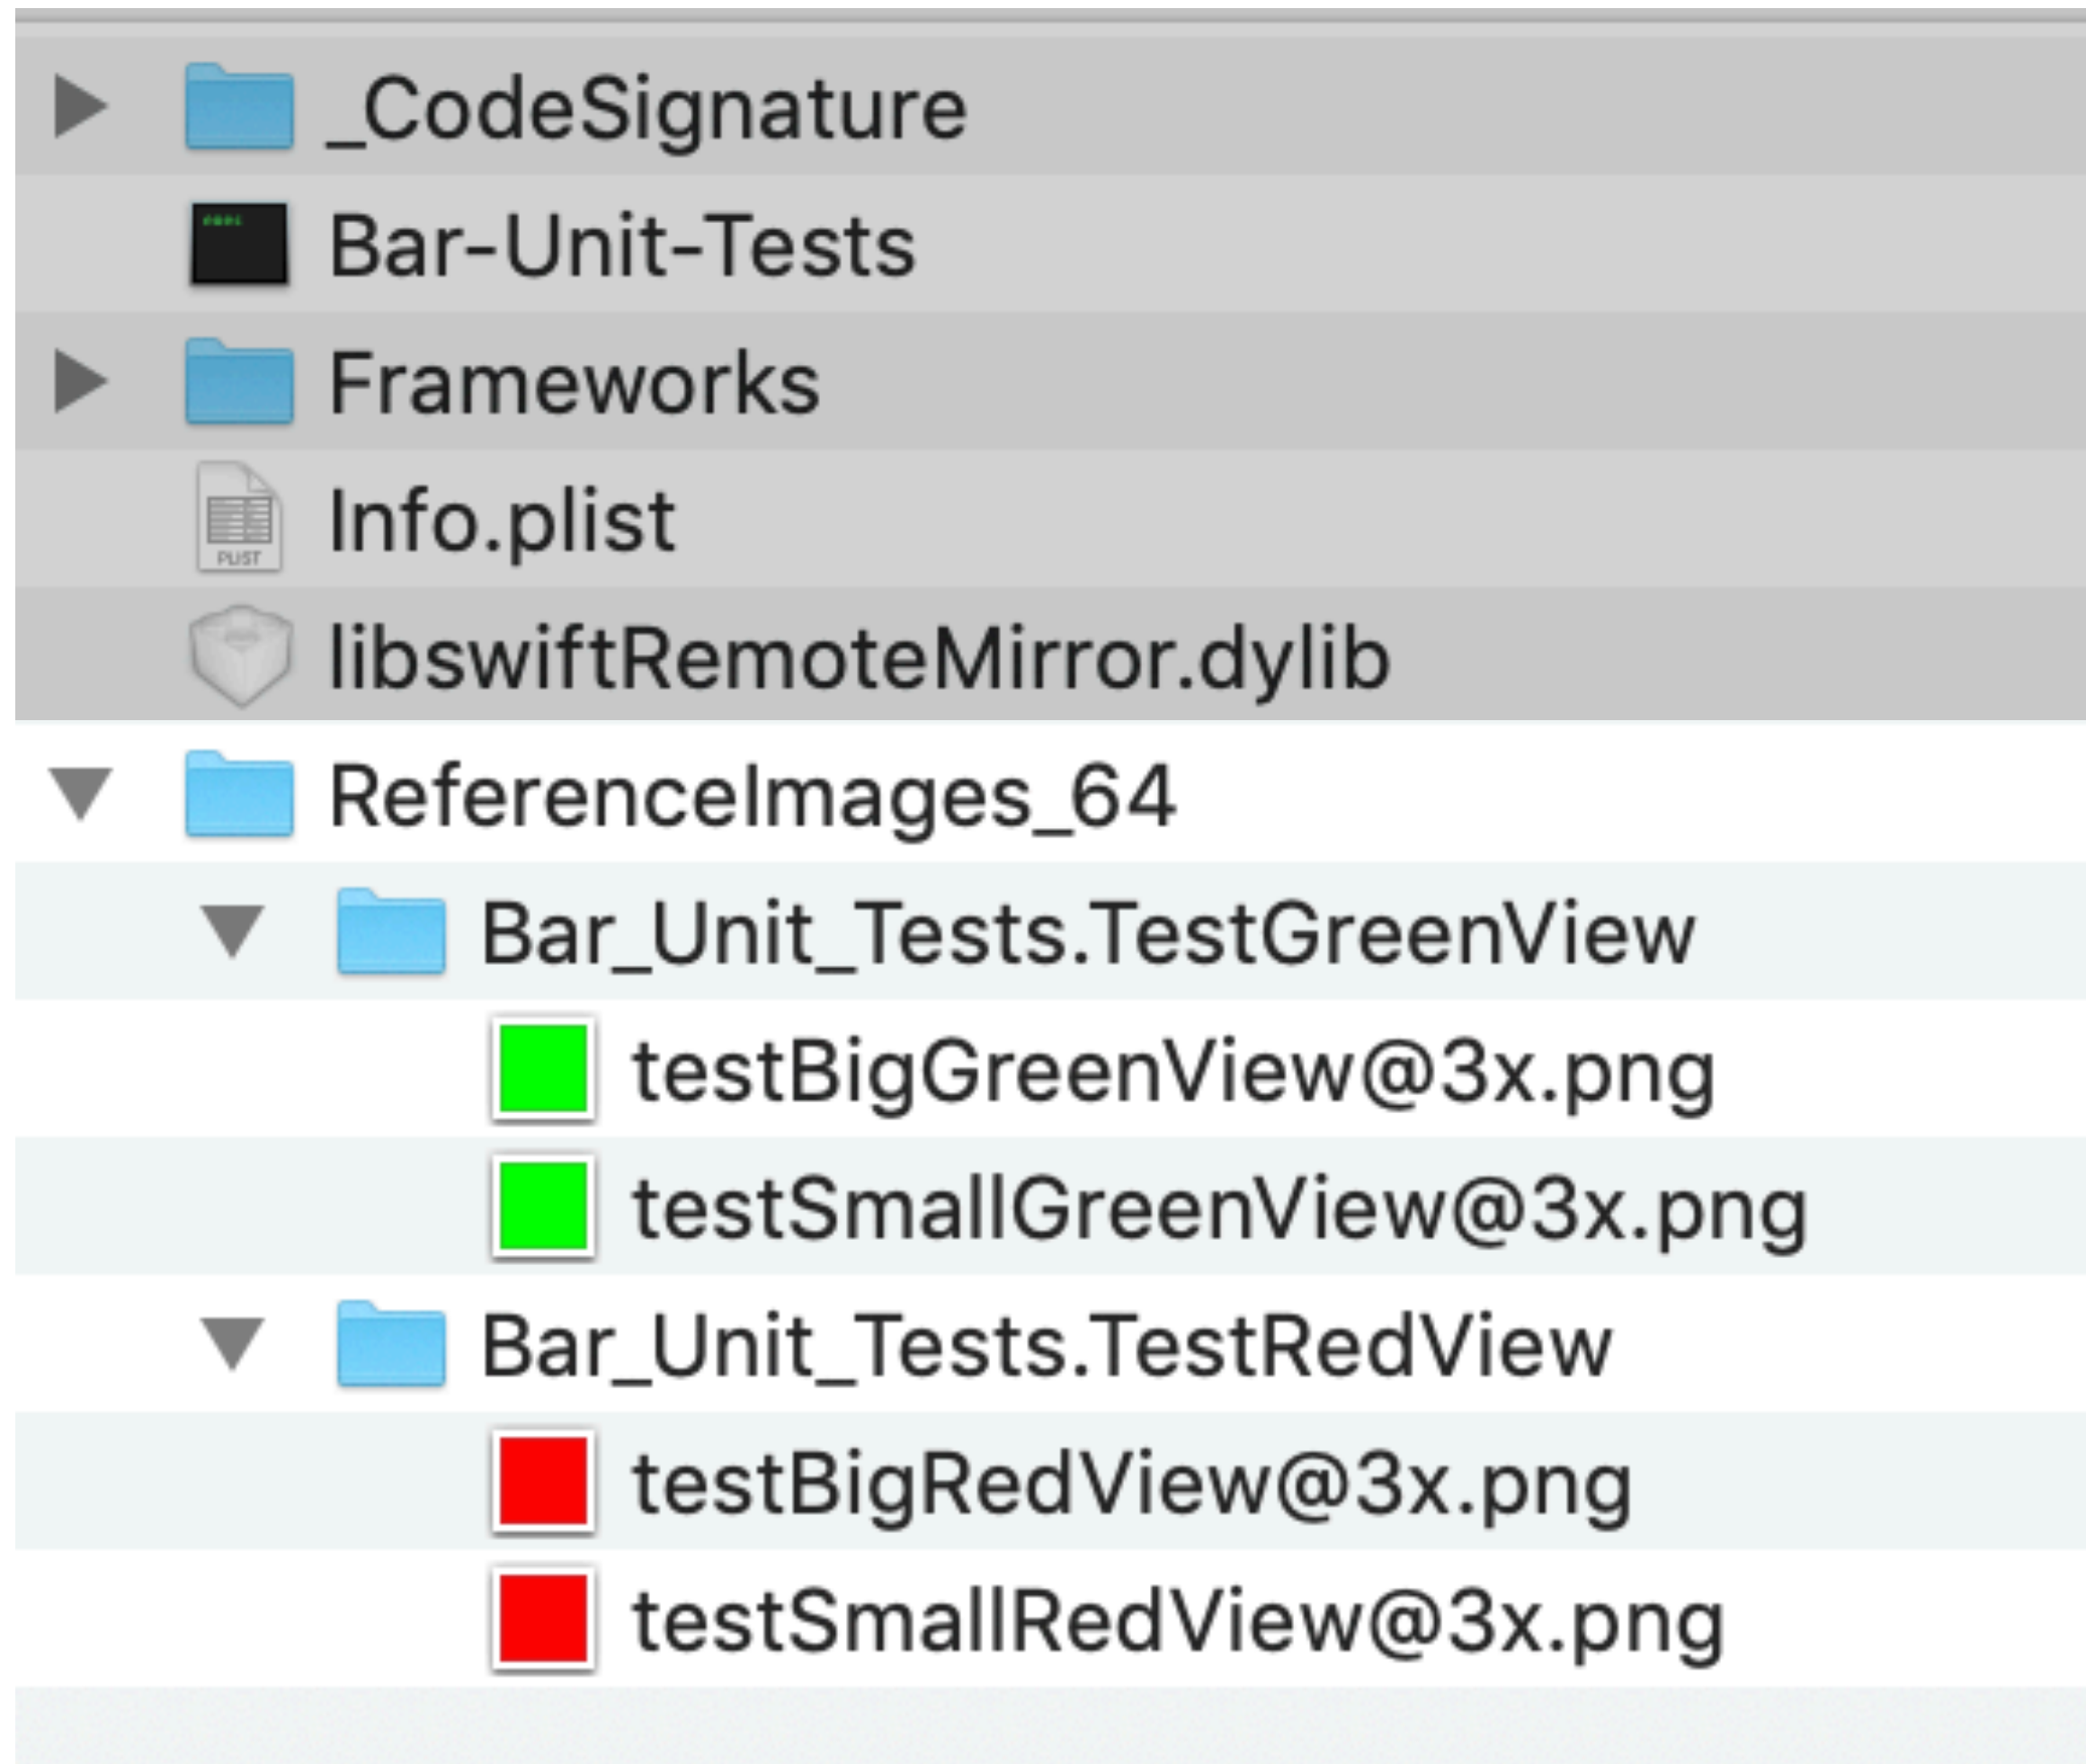 _CodeSignature
Bar-Unit-Tests
Frameworks
Info.plist
PLIST
libswiftRemoteMirror.dylib
ReferenceImages_64
Bar_Unit_Tests.TestGreenView
testBigGreenView@3x.png
testSmallGreenView@3x.png
Bar_Unit_Tests.TestRedView
testBigRedView@3x.png
testSmallRedView@3x.png